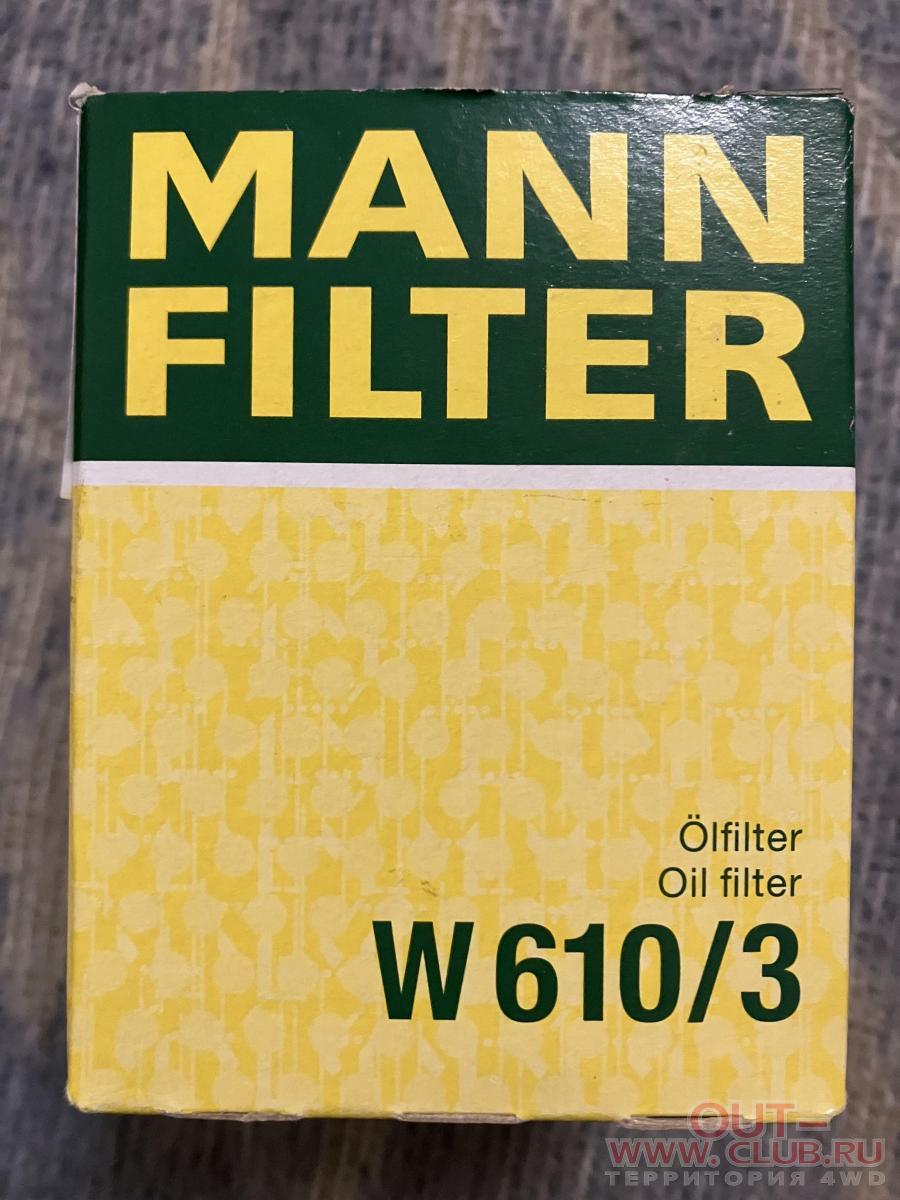 MANN
FILTER
Ölfilter
Oil filter
W 610/3
OUT-
WWW.CLUB.RU
ТЕРРИТОРИЯ 4WD